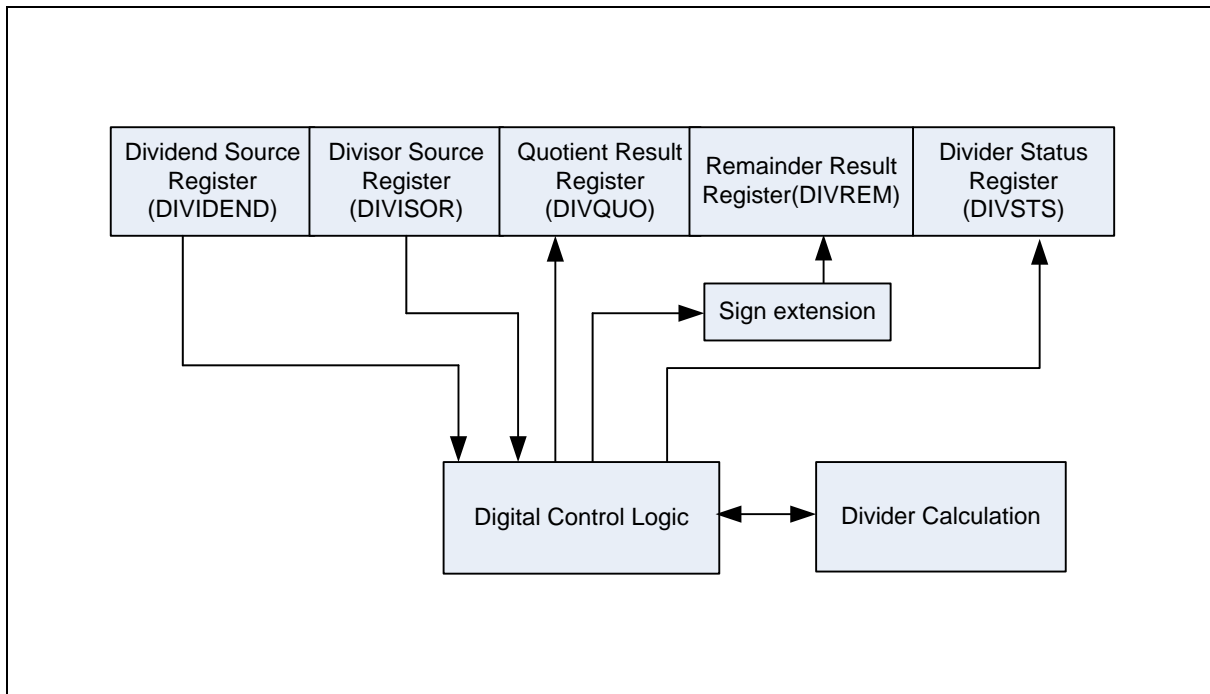 Dividend Source
Register
(DIVIDEND)
Divisor Source
Register
(DIVISOR)
Quotient Result
Register
(DIVQUO)
Remainder Result
Register(DIVREM)
Divider Status
Register
(DIVSTS)
Sign extension
Digital Control Logic
Divider Calculation